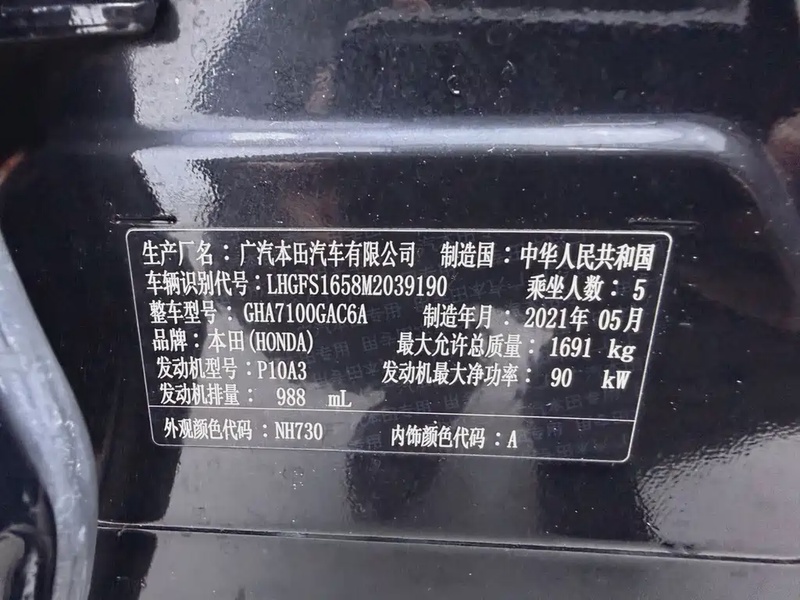 生产厂名：广汽本田汽车有限公司 制造国：中华人民共和国
车辆识别代号：LHGFS1658M2039190 乘坐人数：5
整车型号：GHA7100GAC6A 制造年月：2021年 05月
品牌：本田(HONDA) 最大允许总质量：1691 kg
发动机型号：P10A3 发动机最大净功率：90 kW
发动机排量：988 mL
外观颜色代码：NH730 内饰颜色代码：A